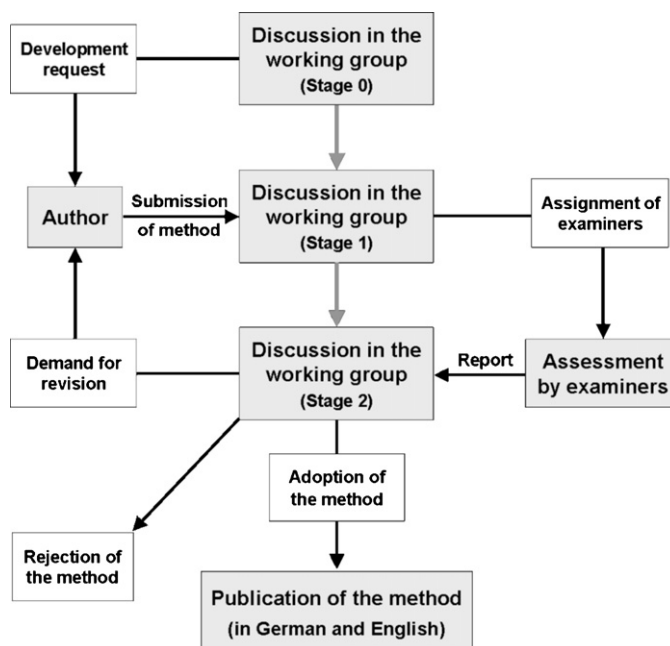 Discussion in the
working group
(Stage 0)
Development
request
Author
Submission
of method
Discussion in the
working group
(Stage 1)
Assignment of
examiners
Demand for
revision
Discussion in the
working group
(Stage 2)
Report
Assessment
by examiners
Adoption of
the method
Rejection of
the method
Publication of the method
(in German and English)